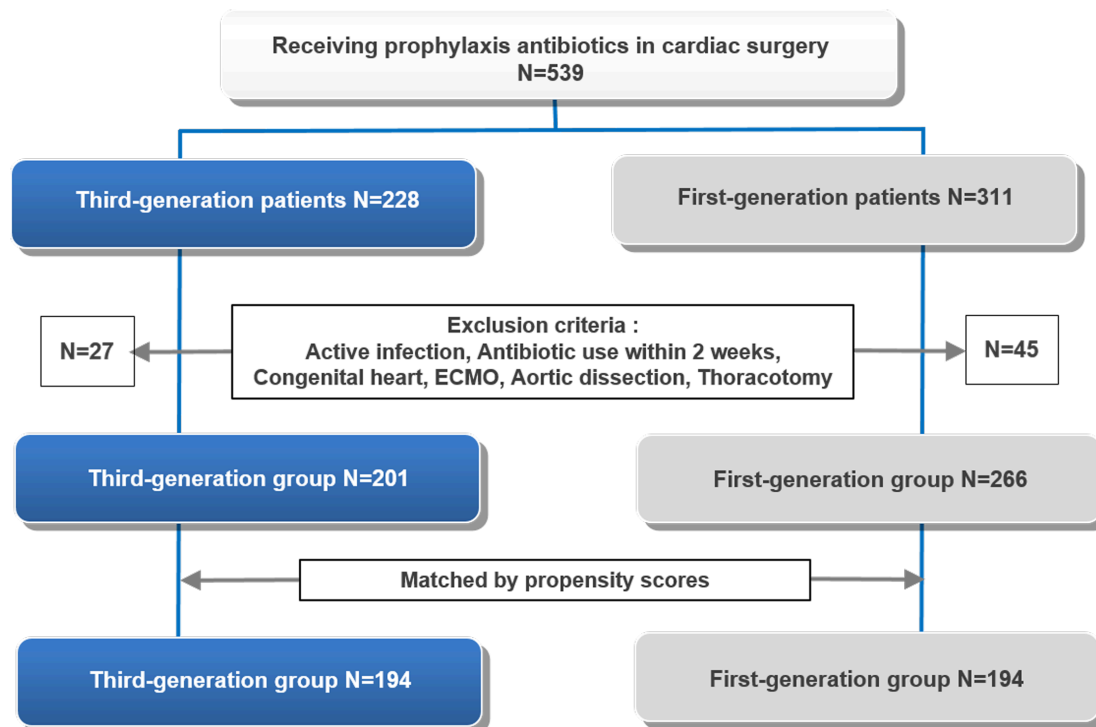 Receiving prophylaxis antibiotics in cardiac surgery
N=539
Third-generation patients N=228
First-generation patients N=311
N=27
Exclusion criteria :
Active infection, Antibiotic use within 2 weeks,
Congenital heart, ECMO, Aortic dissection, Thoracotomy
N=45
Third-generation group N=201
First-generation group N=266
Matched by propensity scores
Third-generation group N=194
First-generation group N=194